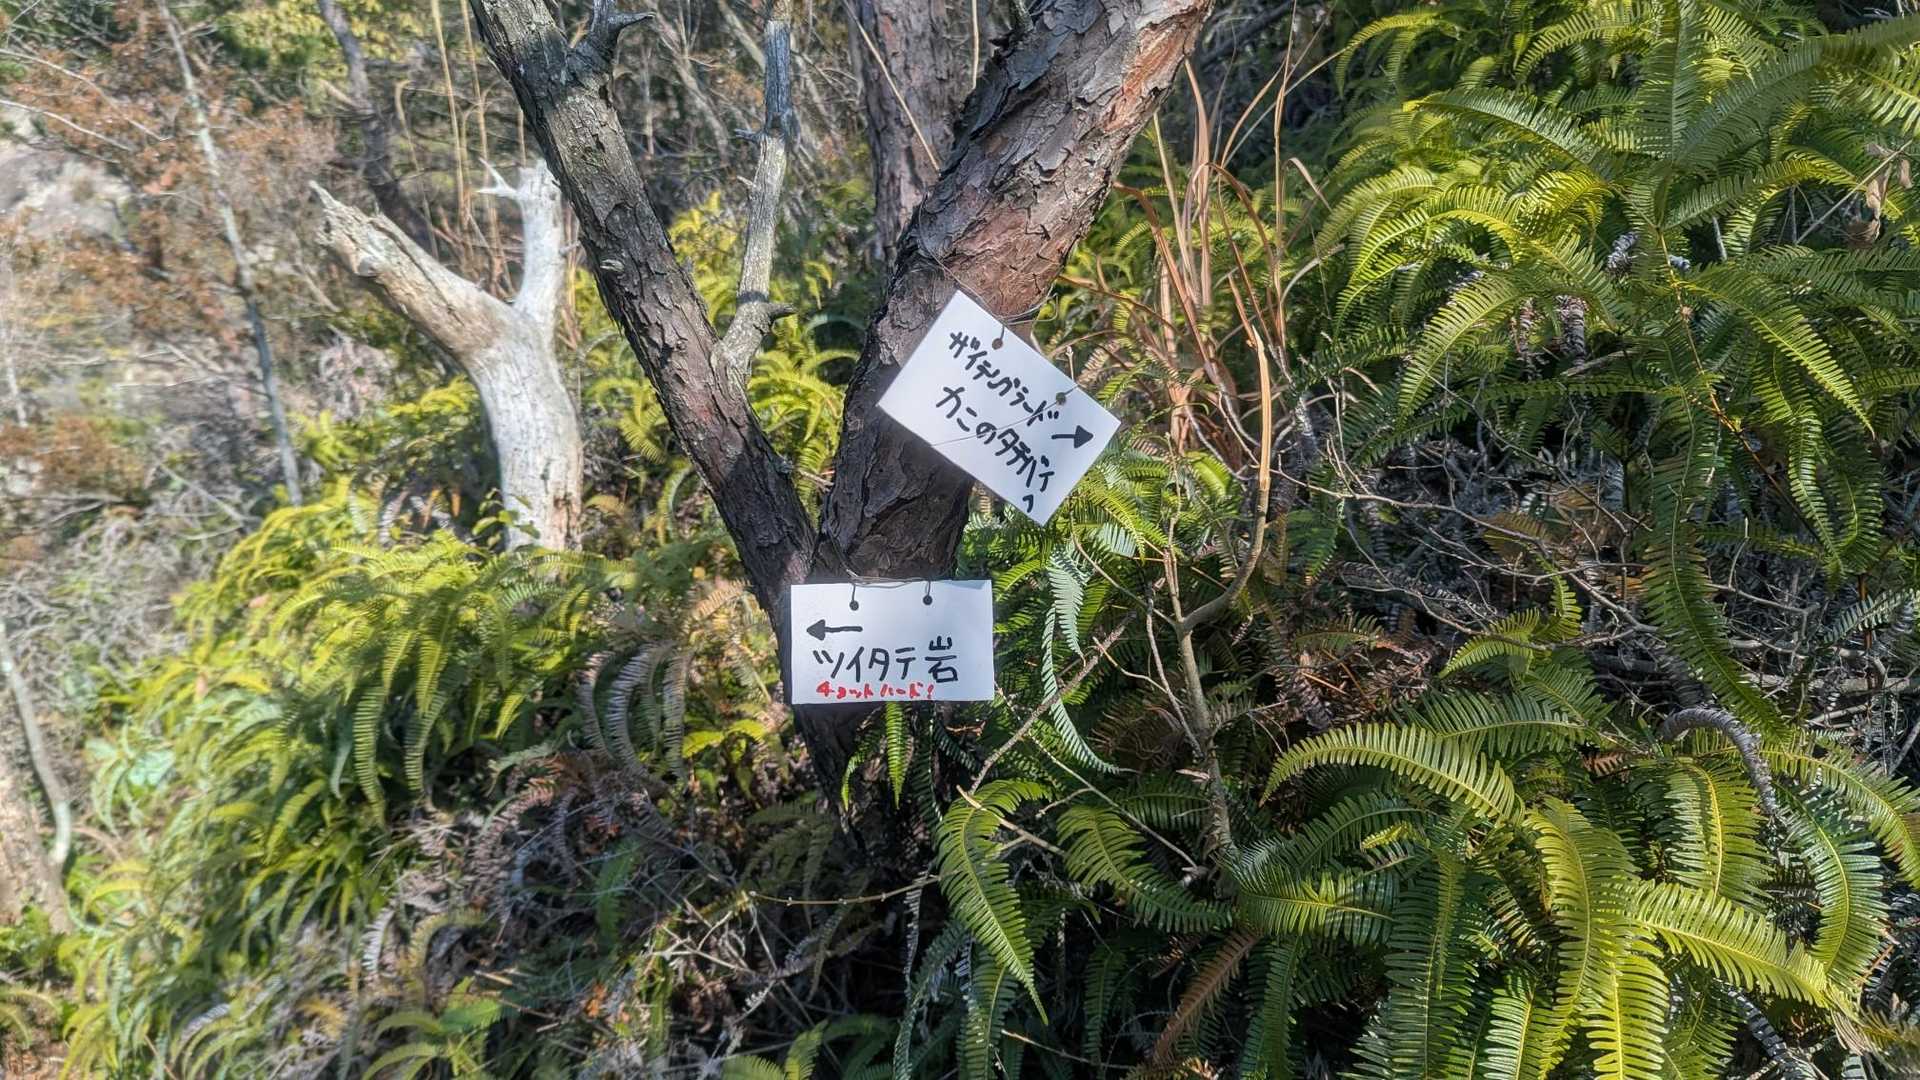 ザイテングラード →
カニのタテバイ
← 
ツイタテ岩
チョットハード!